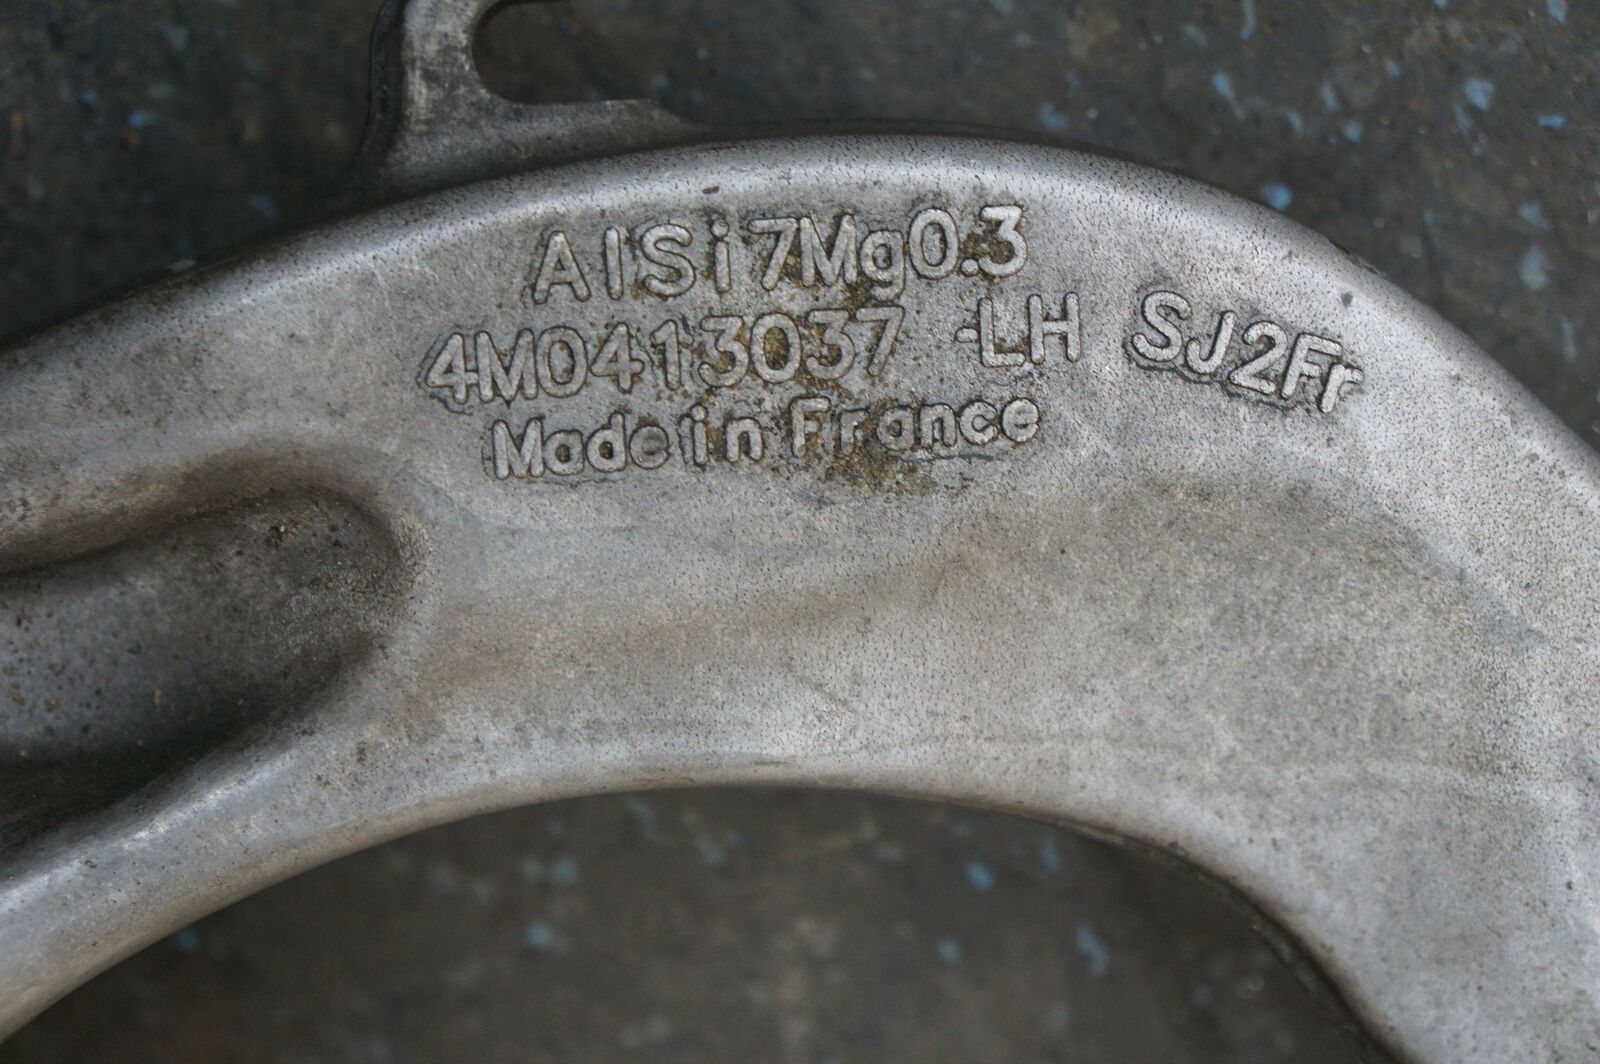 AlSi7Mg0.3
4M0413037 LH SJ2Fr
Made in France